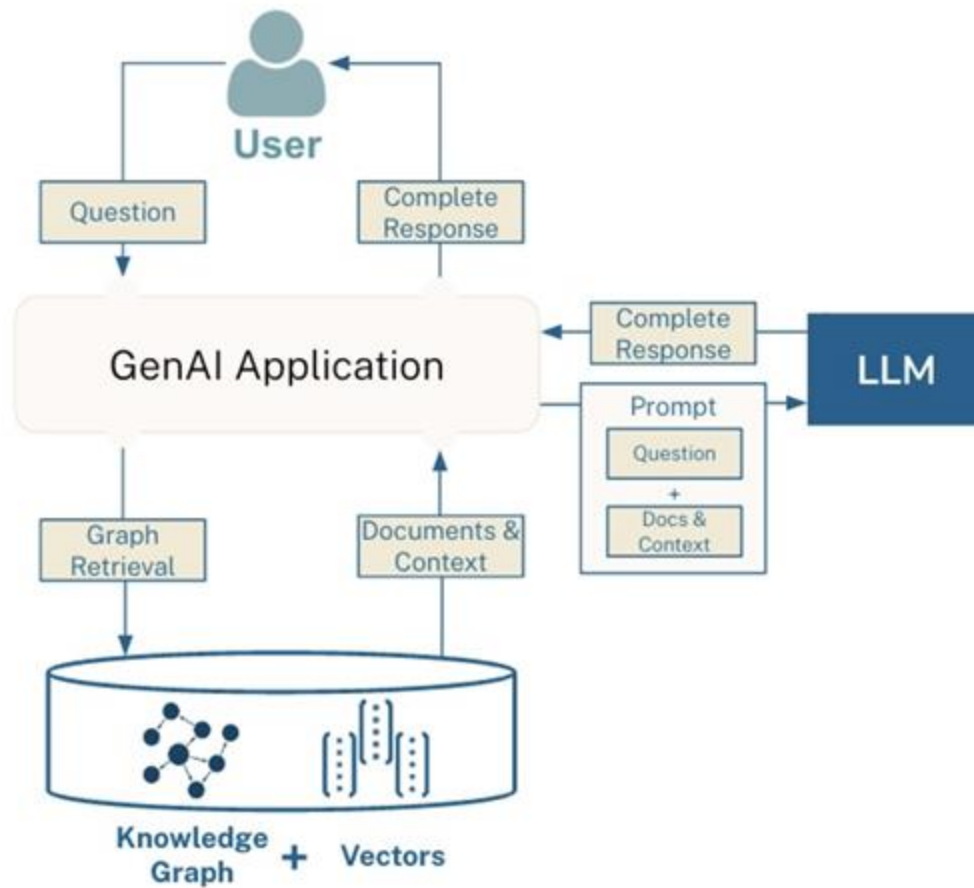 User
Question
Complete
Response
GenAI Application
Complete
Response
LLM
Prompt
Question
+
Docs &
Context
Graph
Retrieval
Documents &
Context
Knowledge
Graph
+
Vectors